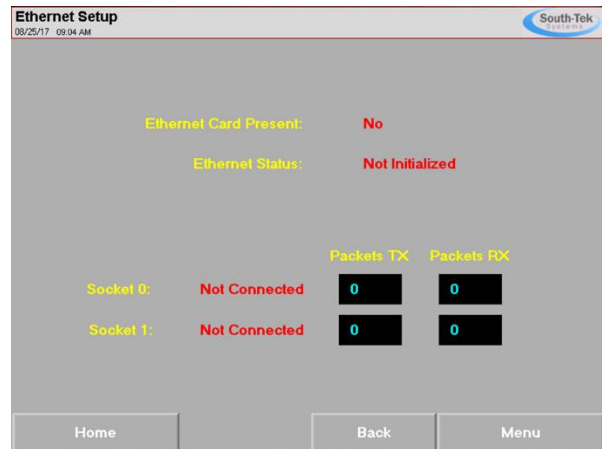 Ethernet Setup
08/25/17 09:04 AM
South-Tek
Systems
Ethernet Card Present: No
Ethernet Status: Not Initialized
Packets TX Packets RX
Socket 0: Not Connected 0 0
Socket 1: Not Connected 0 0
Home Back Menu